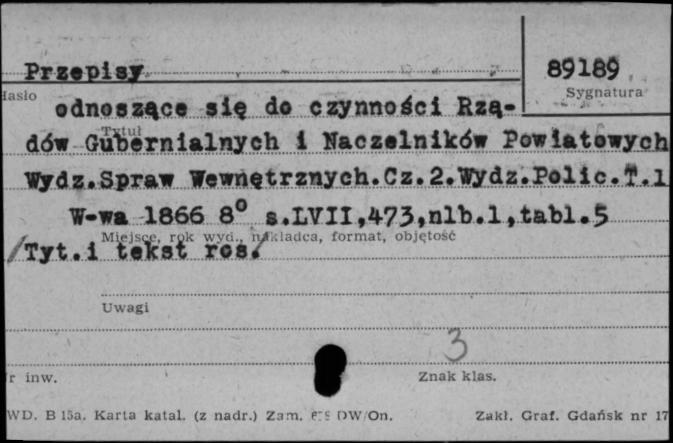 Przepisy
89189
Hasło
Sygnatura
odnoszące się do czynności Rzą-
Tytuł
dów Gubernialnych i Naczelników Powiatowych
Wydz.Spraw Wewnętrznych.Cz.2.Wydz.Polic.T.1
W-wa 1866 8° s.LVII,473,nlb.1,tabl.5
Miejsce, rok wyd., nakładca, format, objętość
/Tyt.i tekst ros/
Uwagi
3
r inw.
Znak klas.
WD. B 15a. Karta katal. (z nadr.) Zam. DW/On.
Zakł. Graf. Gdańsk nr 17